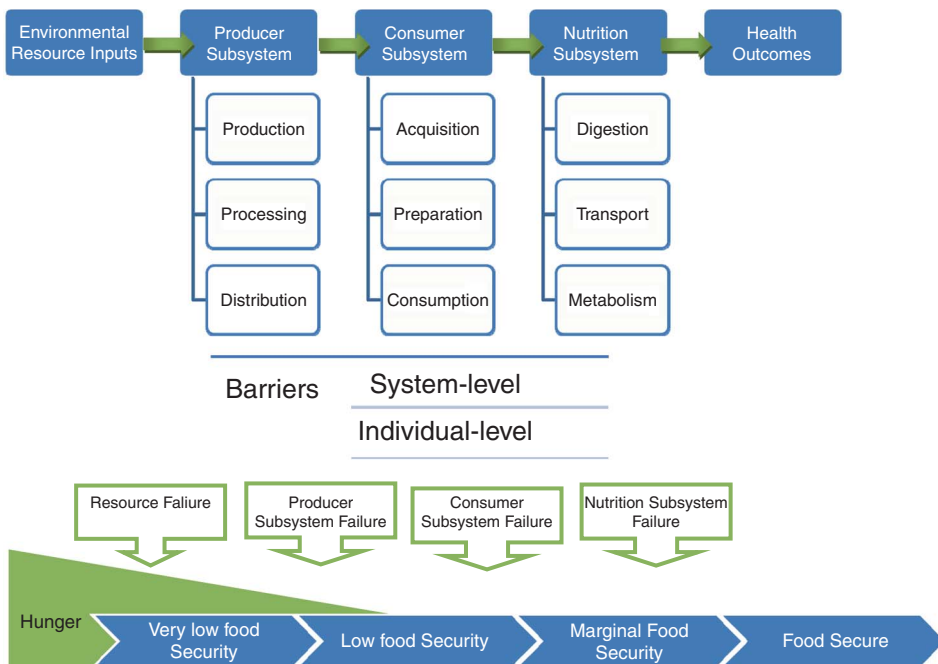 Environmental
Resource Inputs
Producer
Subsystem
Consumer
Subsystem
Nutrition
Subsystem
Health
Outcomes
Production
Acquisition
Digestion
Processing
Preparation
Transport
Distribution
Consumption
Metabolism
Barriers
System-level
Individual-level
Resource Faliure
Producer
Subsystem Failure
Consumer
Subsystem Failure
Nutrition Subsystem
Failure
Hunger
Very low food
Security
Low food Security
Marginal Food
Security
Food Secure